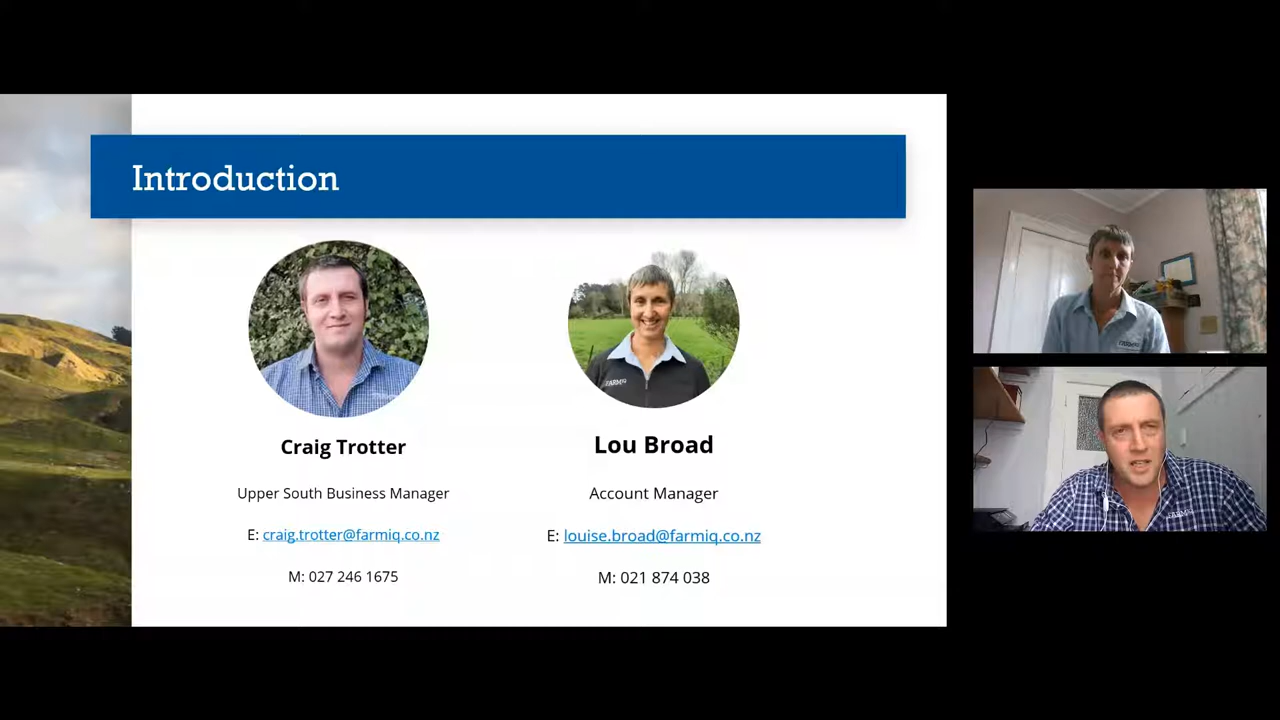 Introduction
Craig Trotter
Upper South Business Manager
E: craig.trotter@farmiq.co.nz
M: 027 246 1675
Lou Broad
Account Manager
E: louise.broad@farmiq.co.nz
M: 021 874 038